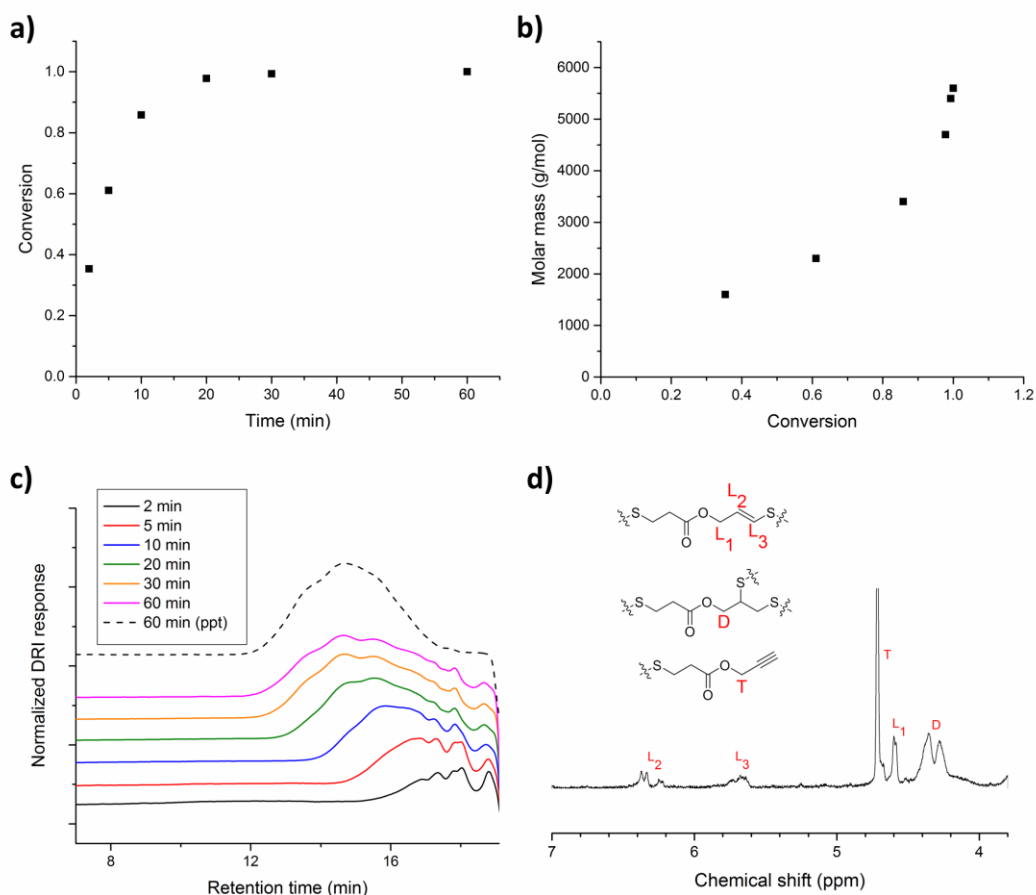 a)
Conversion
1.0
0.8
0.6
0.4
0.2
0.0
0 10 20 30 40 50 60
Time (min)
b)
Molar mass (g/mol)
6000
5000
4000
3000
2000
1000
0
0.0 0.2 0.4 0.6 0.8 1.0 1.2
Conversion
c)
Normalized DRI response
2 min
5 min
10 min
20 min
30 min
60 min
60 min (ppt)
8 12 16
Retention time (min)
d)
L2
S O S
O L1 L3
S
S O S
O D
S O
O T
T
L1 D
L2 L3
7 6 5 4
Chemical shift (ppm)